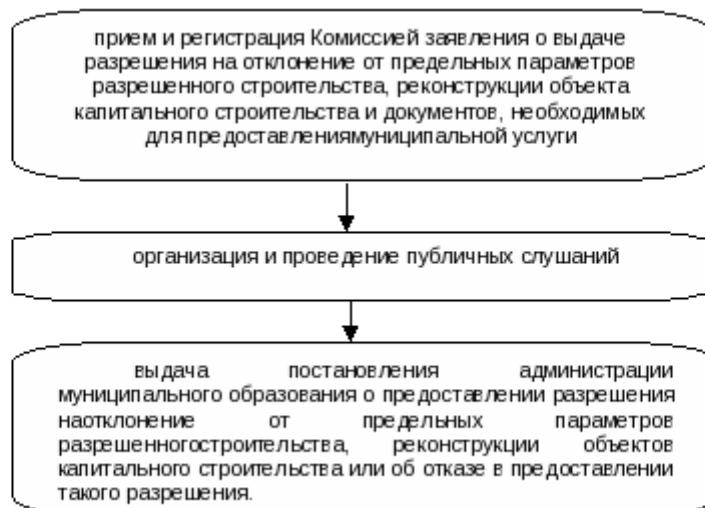 прием и регистрация Комиссией заявления о выдаче
разрешения на отклонение от предельных параметров
разрешенного строительства, реконструкции объекта
капитального строительства и документов, необходимых
для предоставлениямуниципальной услуги
организация и проведение публичных слушаний
выдача постановления администрации
муниципального образования о предоставлении разрешения
наотклонение от предельных параметров
разрешенногостроительства, реконструкции объектов
капитального строительства или об отказе в предоставлении
такого разрешения.